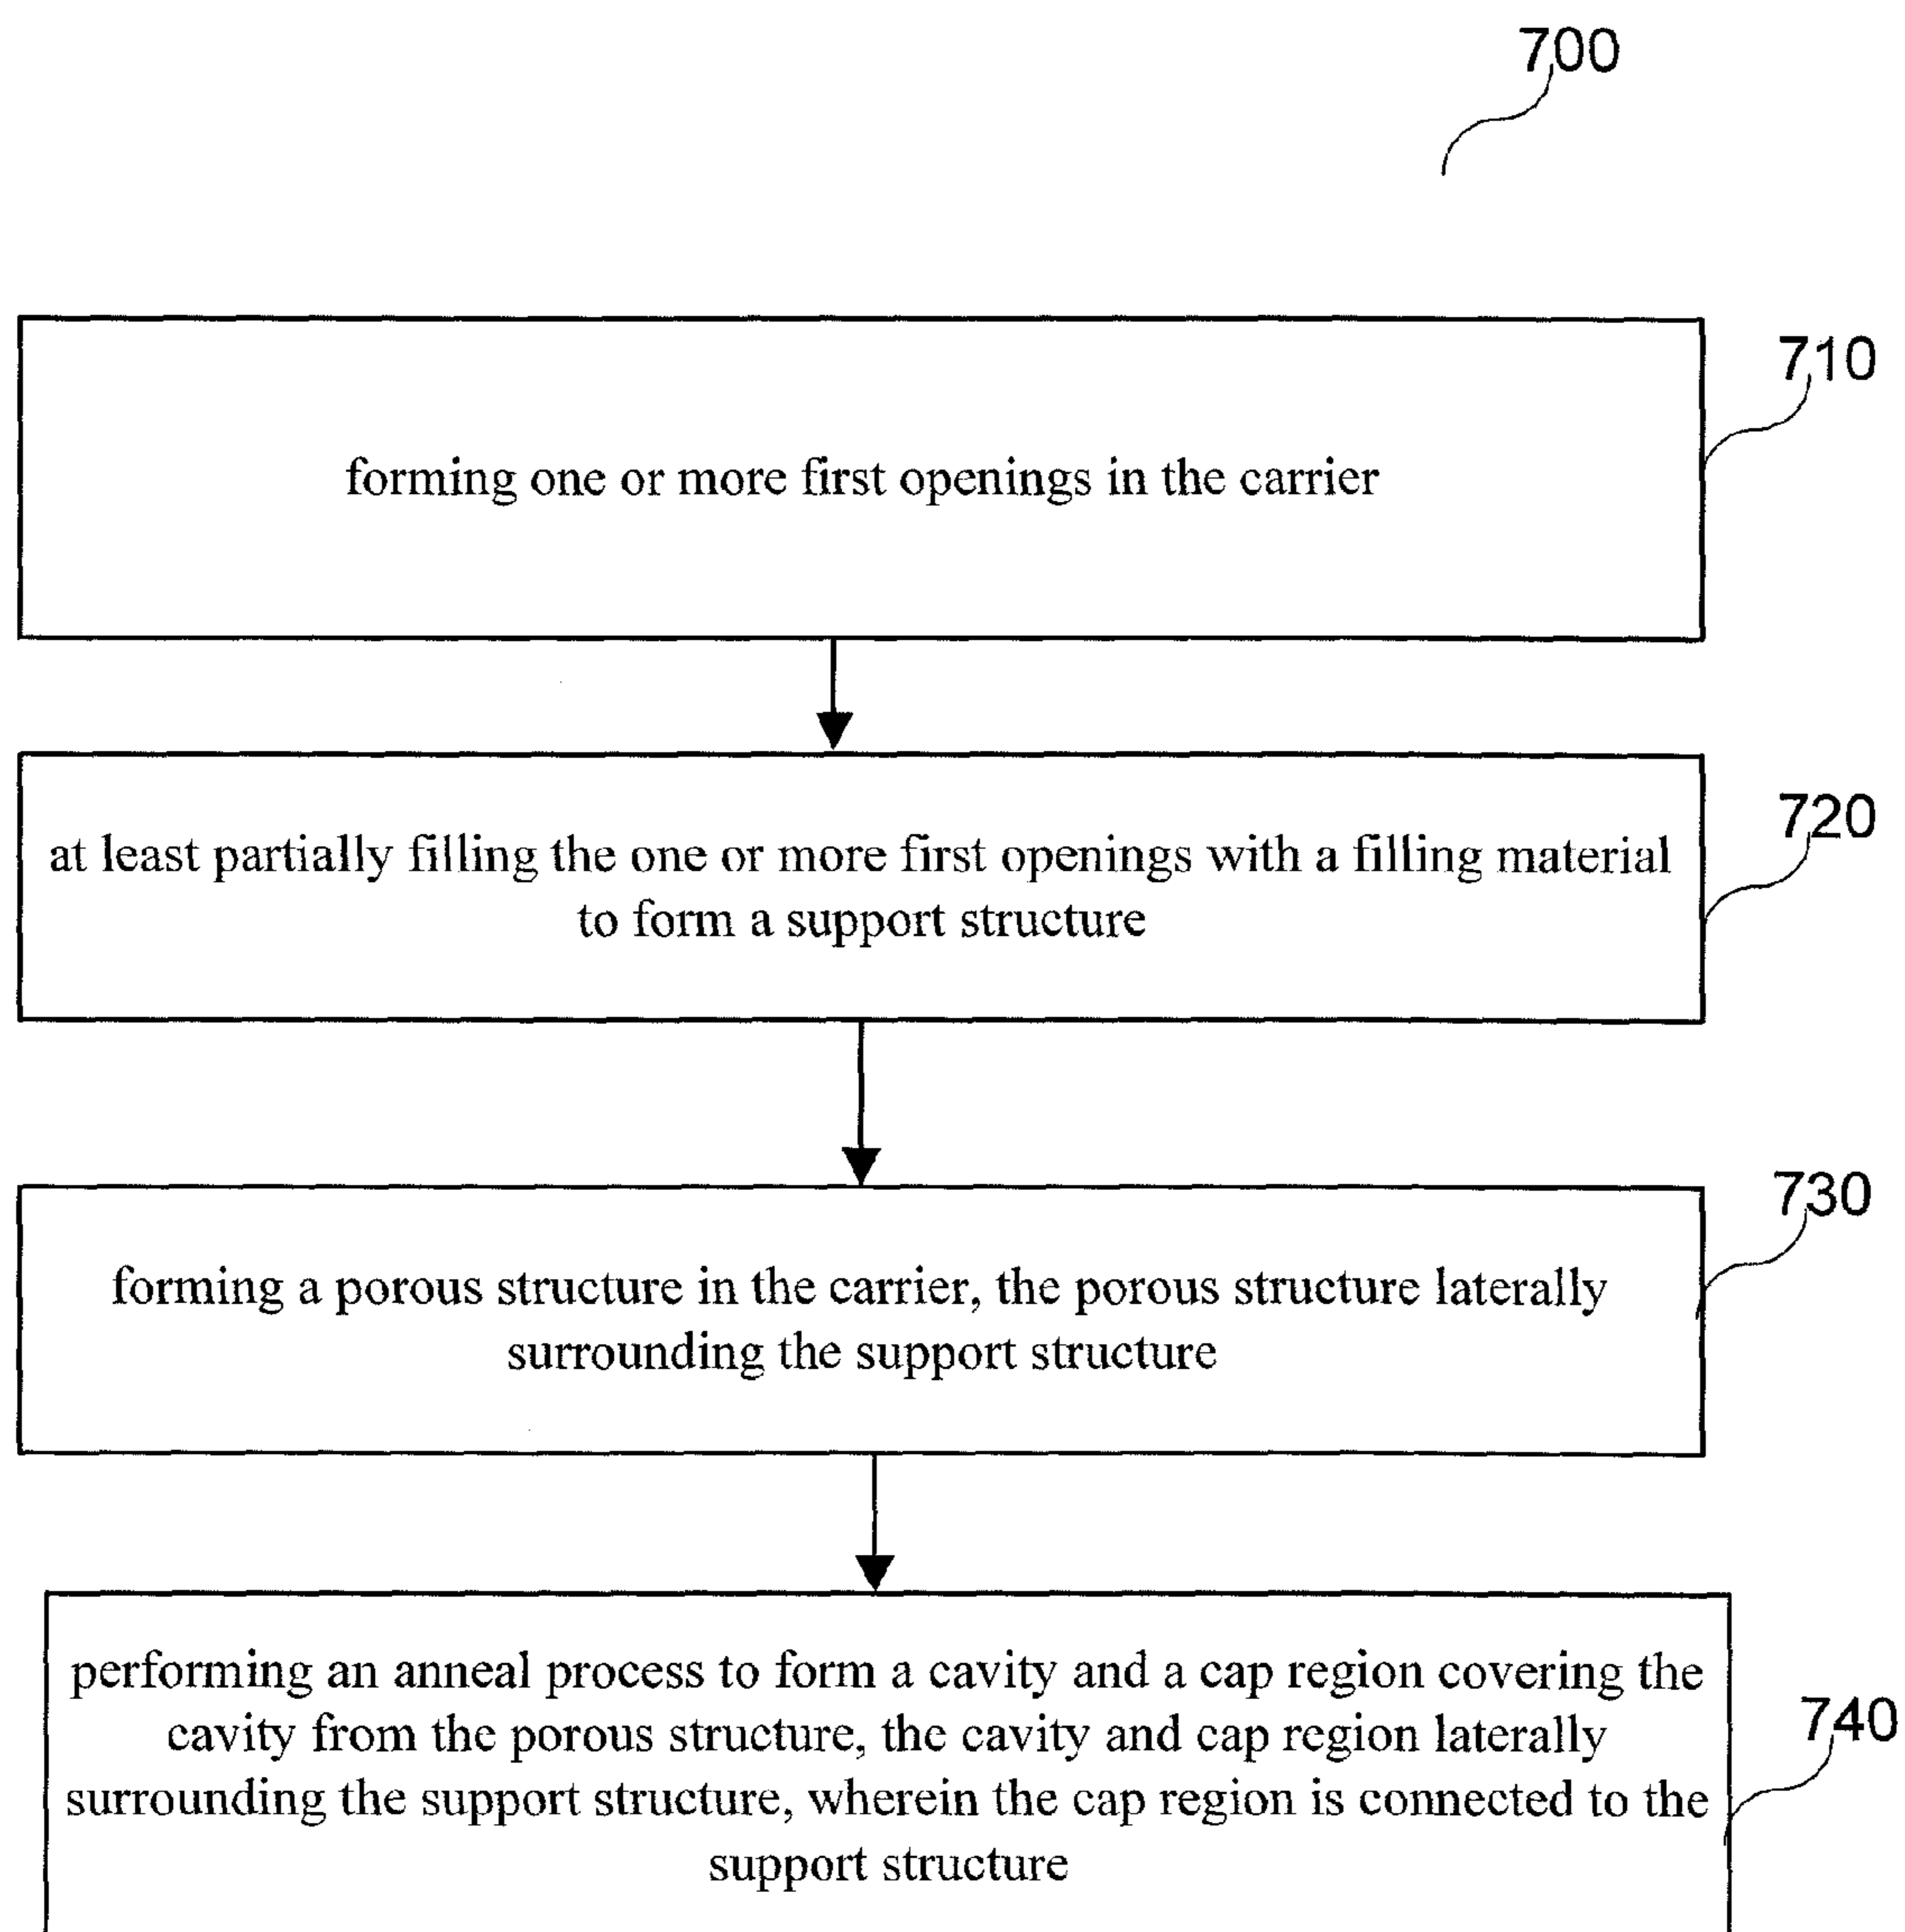 700
710
forming one or more first openings in the carrier
720
at least partially filling the one or more first openings with a filling material
to form a support structure
730
forming a porous structure in the carrier, the porous structure laterally
surrounding the support structure
performing an anneal process to form a cavity and a cap region covering the
740
cavity from the porous structure, the cavity and cap region laterally
surrounding the support structure, wherein the cap region is connected to the
support structure